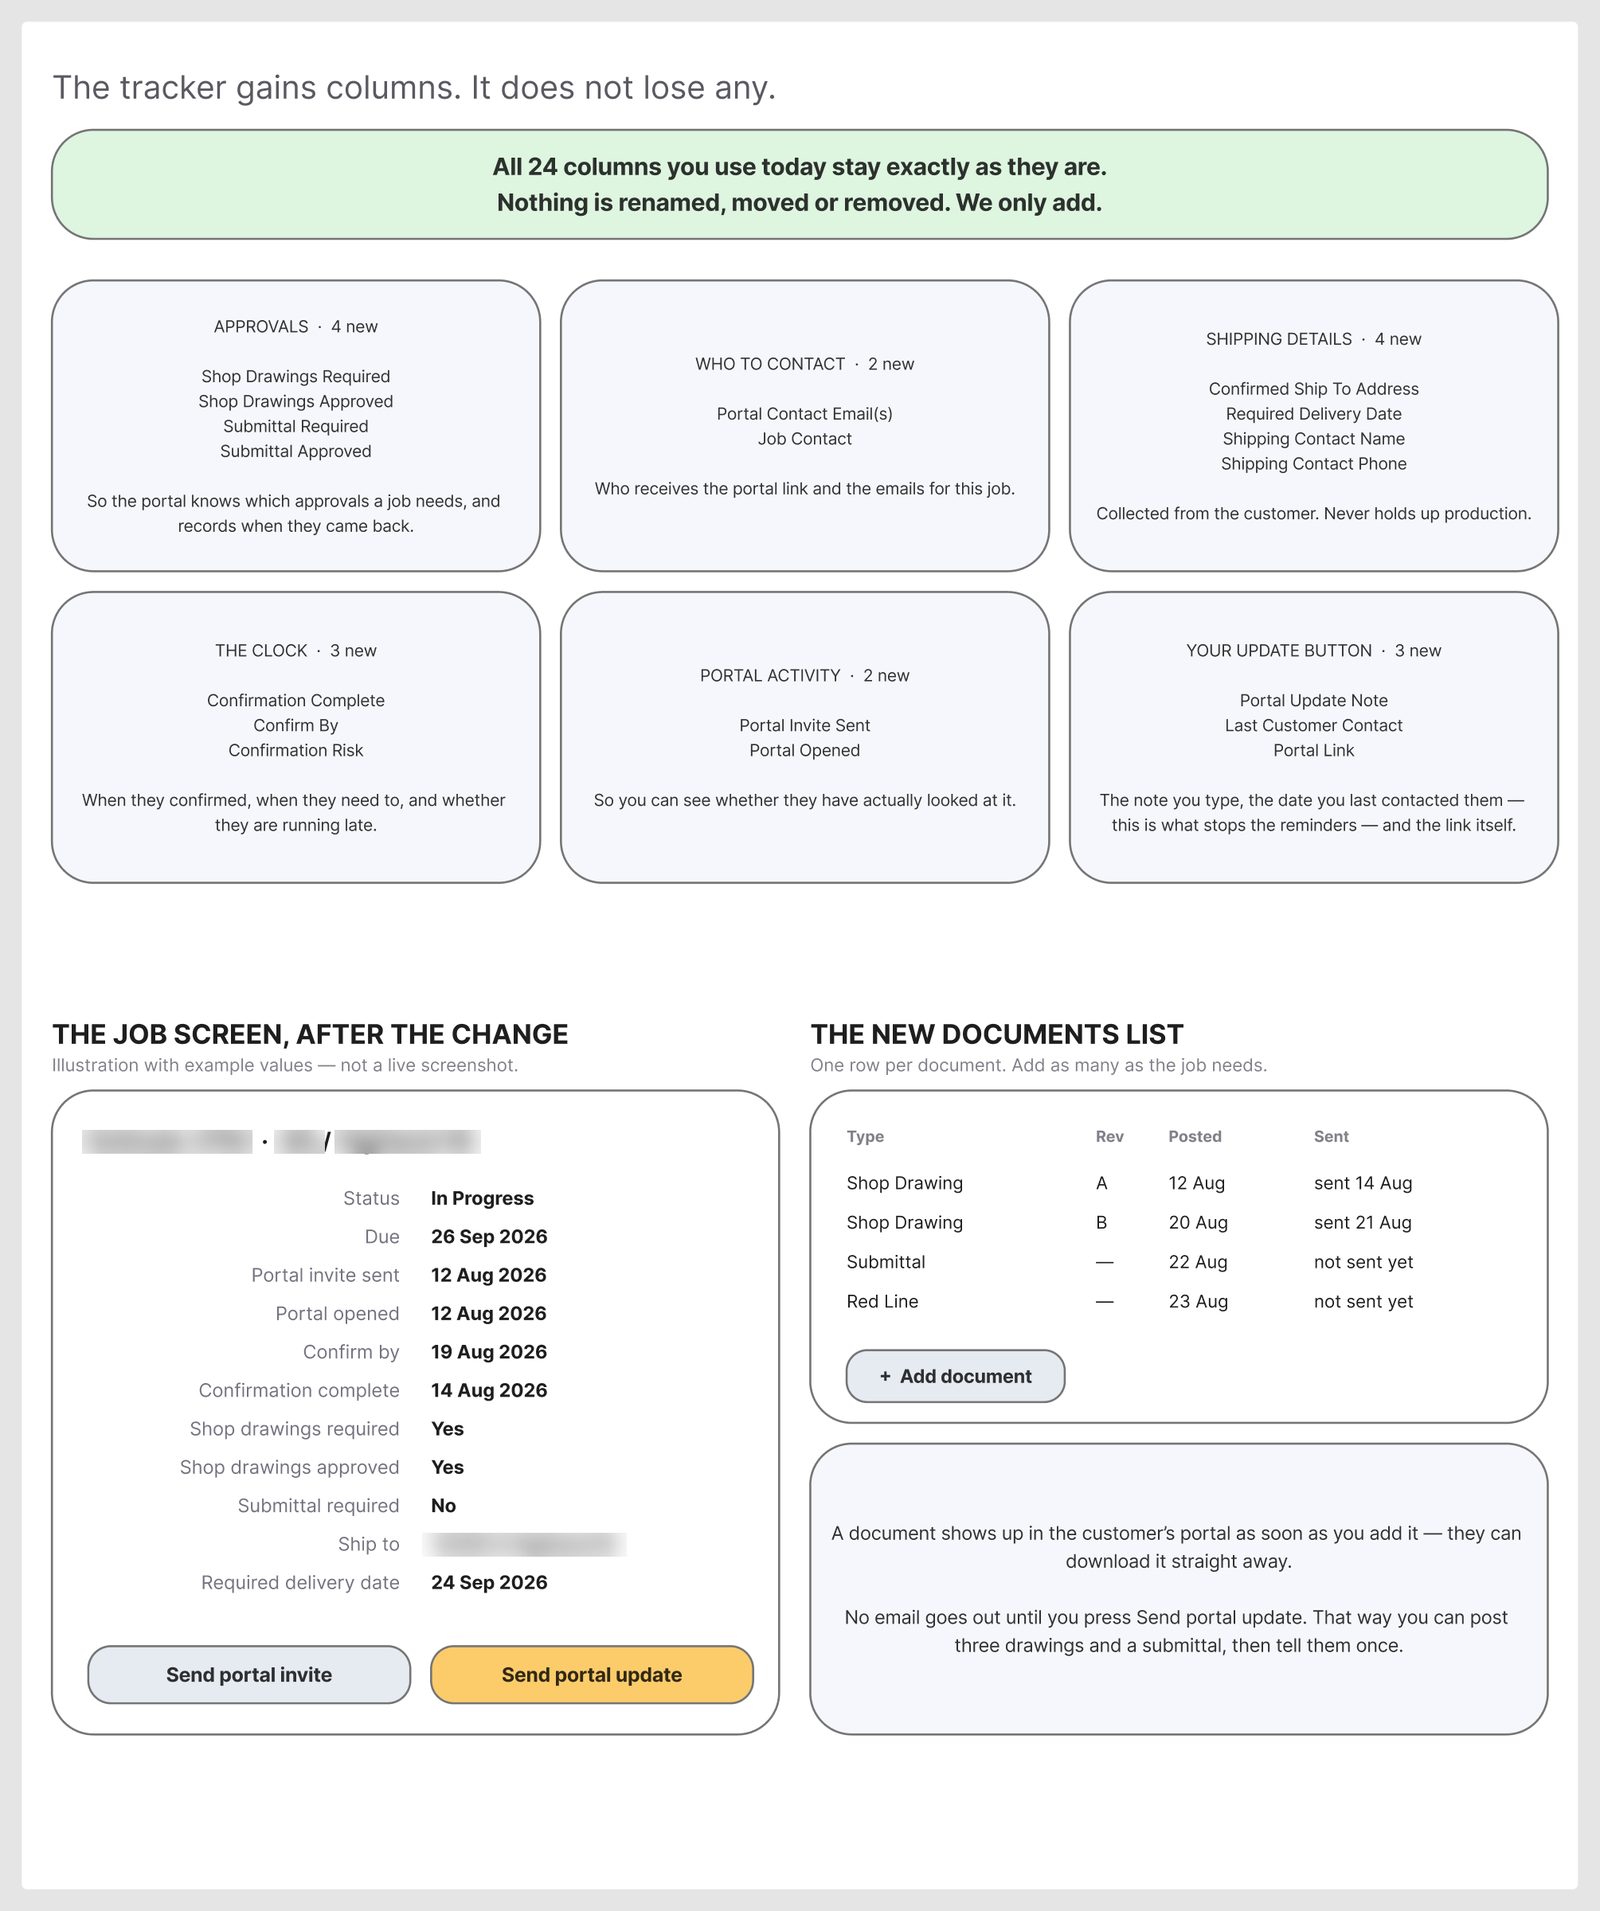 The tracker gains columns. It does not lose any.
All 24 columns you use today stay exactly as they are.
Nothing is renamed, moved or removed. We only add.
APPROVALS · 4 new
Shop Drawings Required
Shop Drawings Approved
Submittal Required
Submittal Approved
So the portal knows which approvals a job needs, and
records when they came back.
WHO TO CONTACT · 2 new
Portal Contact Email(s)
Job Contact
Who receives the portal link and the emails for this job.
SHIPPING DETAILS · 4 new
Confirmed Ship To Address
Required Delivery Date
Shipping Contact Name
Shipping Contact Phone
Collected from the customer. Never holds up production.
THE CLOCK · 3 new
Confirmation Complete
Confirm By
Confirmation Risk
When they confirmed, when they need to, and whether
they are running late.
PORTAL ACTIVITY · 2 new
Portal Invite Sent
Portal Opened
So you can see whether they have actually looked at it.
YOUR UPDATE BUTTON · 3 new
Portal Update Note
Last Customer Contact
Portal Link
The note you type, the date you last contacted them —
this is what stops the reminders — and the link itself.
THE JOB SCREEN, AFTER THE CHANGE
Illustration with example values — not a live screenshot.
· /
Status In Progress
Due 26 Sep 2026
Portal invite sent 12 Aug 2026
Portal opened 12 Aug 2026
Confirm by 19 Aug 2026
Confirmation complete 14 Aug 2026
Shop drawings required Yes
Shop drawings approved Yes
Submittal required No
Ship to
Required delivery date 24 Sep 2026
Send portal invite
Send portal update
THE NEW DOCUMENTS LIST
One row per document. Add as many as the job needs.
Type Rev Posted Sent
Shop Drawing A 12 Aug sent 14 Aug
Shop Drawing B 20 Aug sent 21 Aug
Submittal — 22 Aug not sent yet
Red Line — 23 Aug not sent yet
+ Add document
A document shows up in the customer’s portal as soon as you add it — they can
download it straight away.
No email goes out until you press Send portal update. That way you can post
three drawings and a submittal, then tell them once.